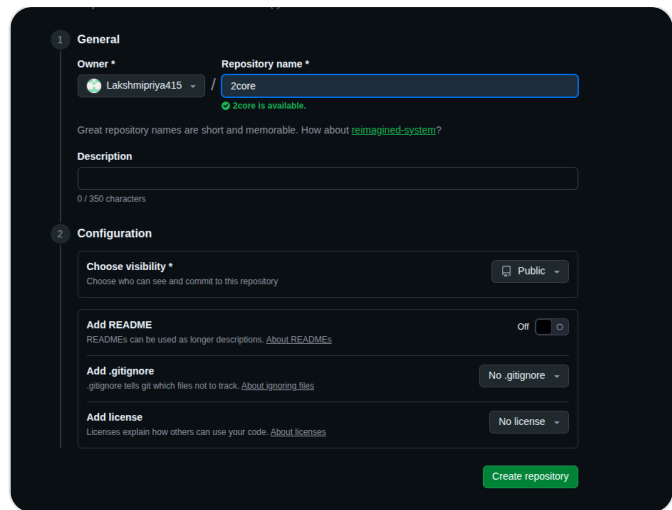 1 General
Owner * Repository name *
Lakshmipriya415 / 2core
2core is available.
Great repository names are short and memorable. How about reimagined-system?
Description
0 / 350 characters
2 Configuration
Choose visibility *
Choose who can see and commit to this repository
Public
Add README
READMEs can be used as longer descriptions. About READMEs
Off
Add .gitignore
.gitignore tells git which files not to track. About ignoring files
No .gitignore
Add license
Licenses explain how others can use your code. About licenses
No license
Create repository